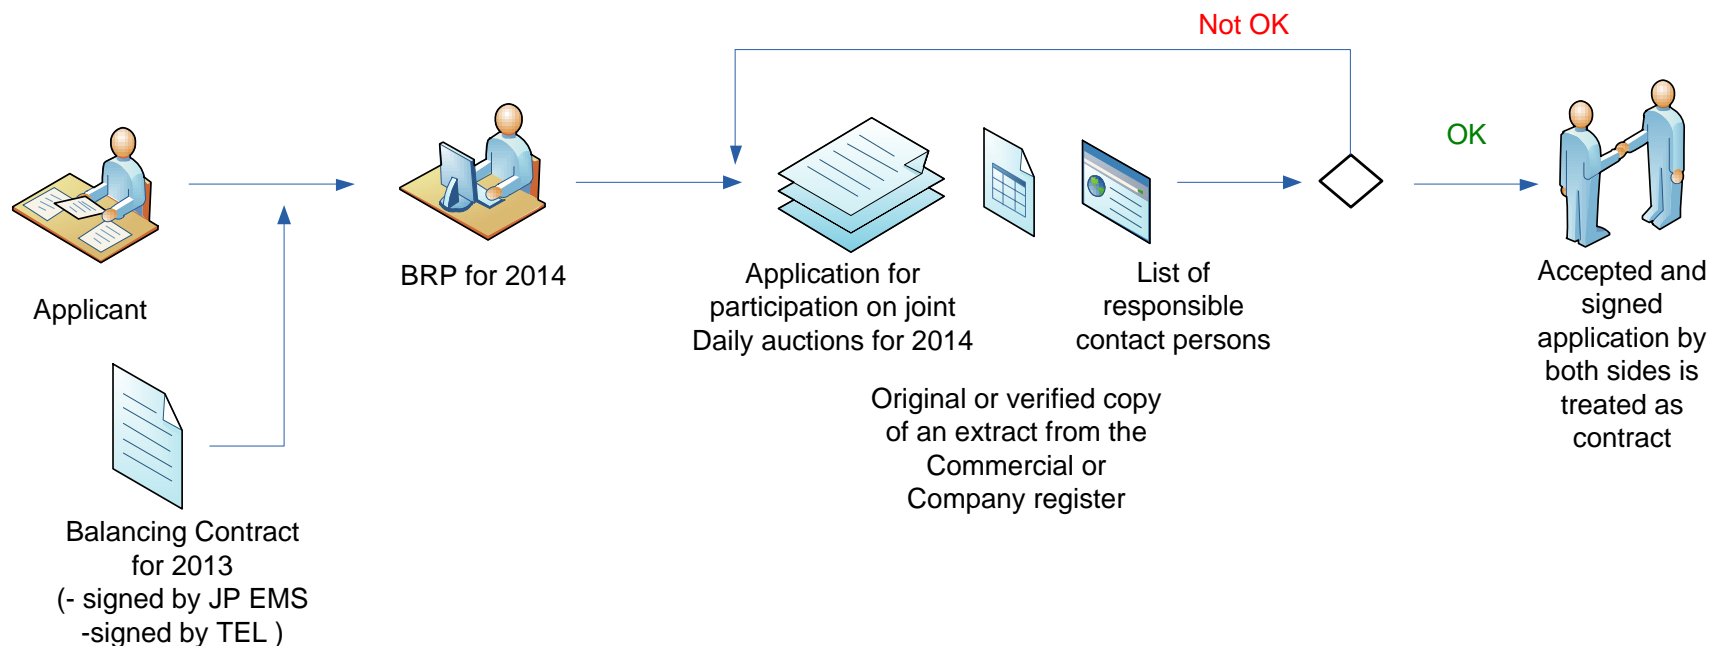 Not OK
OK
Applicant
BRP for 2014
Application for
participation on joint
Daily auctions for 2014
List of
responsible
contact persons
Accepted and
signed
application by
both sides is
treated as
contract
Original or verified copy
of an extract from the
Commercial or
Company register
Balancing Contract
for 2013
(- signed by JP EMS
-signed by TEL )